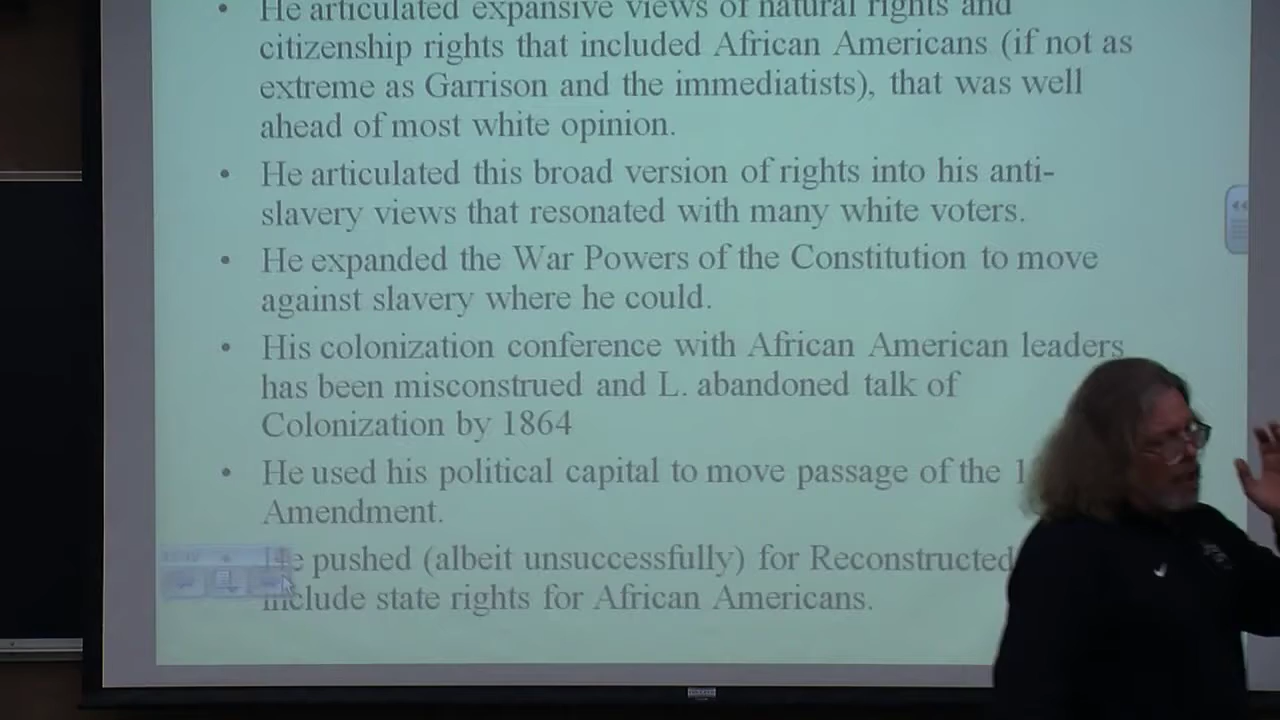 • He articulated expansive views of natural rights and
citizenship rights that included African Americans (if not as
extreme as Garrison and the immediatists), that was well
ahead of most white opinion.
• He articulated this broad version of rights into his anti-
slavery views that resonated with many white voters.
• He expanded the War Powers of the Constitution to move
against slavery where he could.
• His colonization conference with African American leaders
has been misconstrued and L. abandoned talk of
Colonization by 1864
• He used his political capital to move passage of the
Amendment.
He pushed (albeit unsuccessfully) for Reconstructed
include state rights for African Americans.